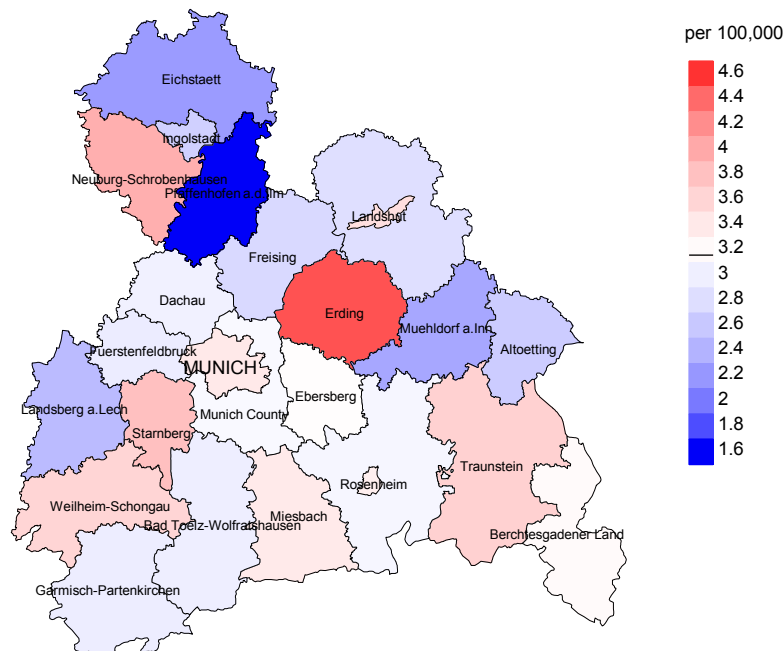 per 100,000
4.6
4.4
4.2
4
3.8
3.6
3.4
3.2
3
2.8
2.6
2.4
2.2
2
1.8
1.6
Eichstaett
Ingolstadt
Neuburg-Schrobenhausen
Pfaffenhofen a.d.Ilm
Landshut
Freising
Dachau
Erding
Muehldorf a.Inn
Altoetting
Fuerstenfeldbruck
MUNICH
Ebersberg
Landsberg a.Lech
Munich County
Starnberg
Traunstein
Rosenheim
Weilheim-Schongau
Miesbach
Bad Toelz-Wolfratshausen
Berchtesgadener Land
Garmisch-Partenkirchen